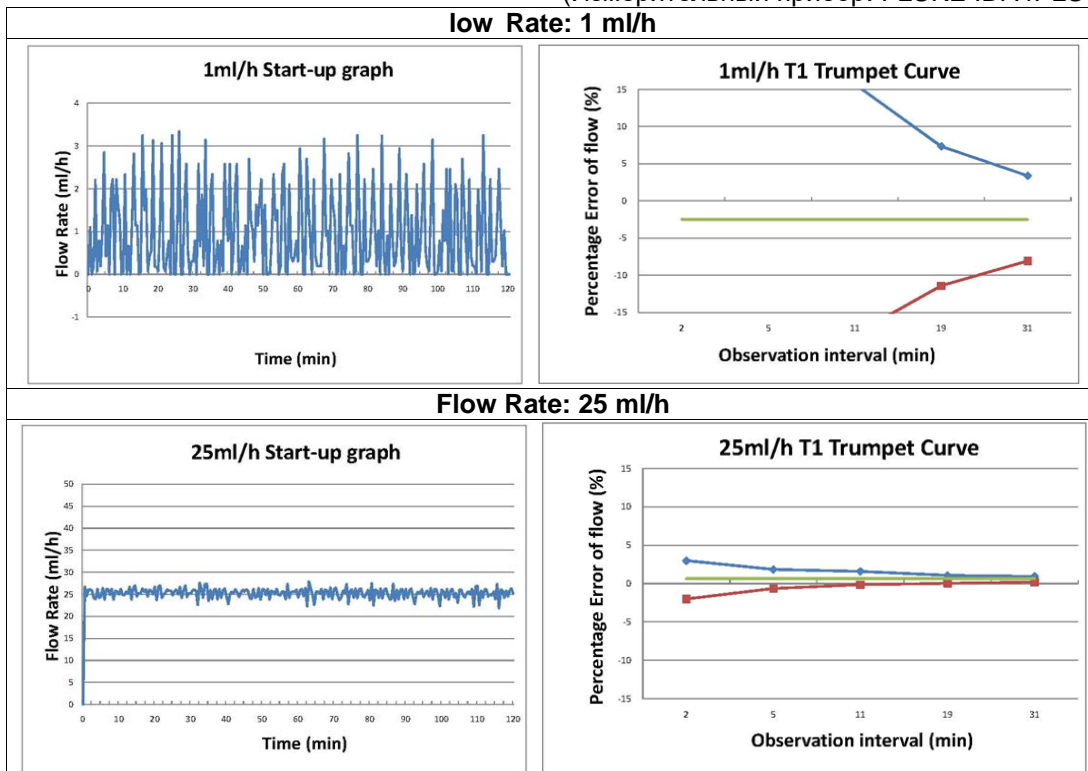 low Rate: 1 ml/h
1ml/h Start-up graph
Flow Rate (ml/h)
4
3
2
1
0
-1
0 10 20 30 40 50 60 70 80 90 100 110 120
Time (min)
1ml/h T1 Trumpet Curve
Percentage Error of flow (%)
15
10
5
0
-5
-10
-15
2 5 11 19 31
Observation interval (min)
Flow Rate: 25 ml/h
25ml/h Start-up graph
Flow Rate (ml/h)
50
45
40
35
30
25
20
15
10
5
0
0 10 20 30 40 50 60 70 80 90 100 110 120
Time (min)
25ml/h T1 Trumpet Curve
Percentage Error of flow (%)
15
10
5
0
-5
-10
-15
2 5 11 19 31
Observation interval (min)